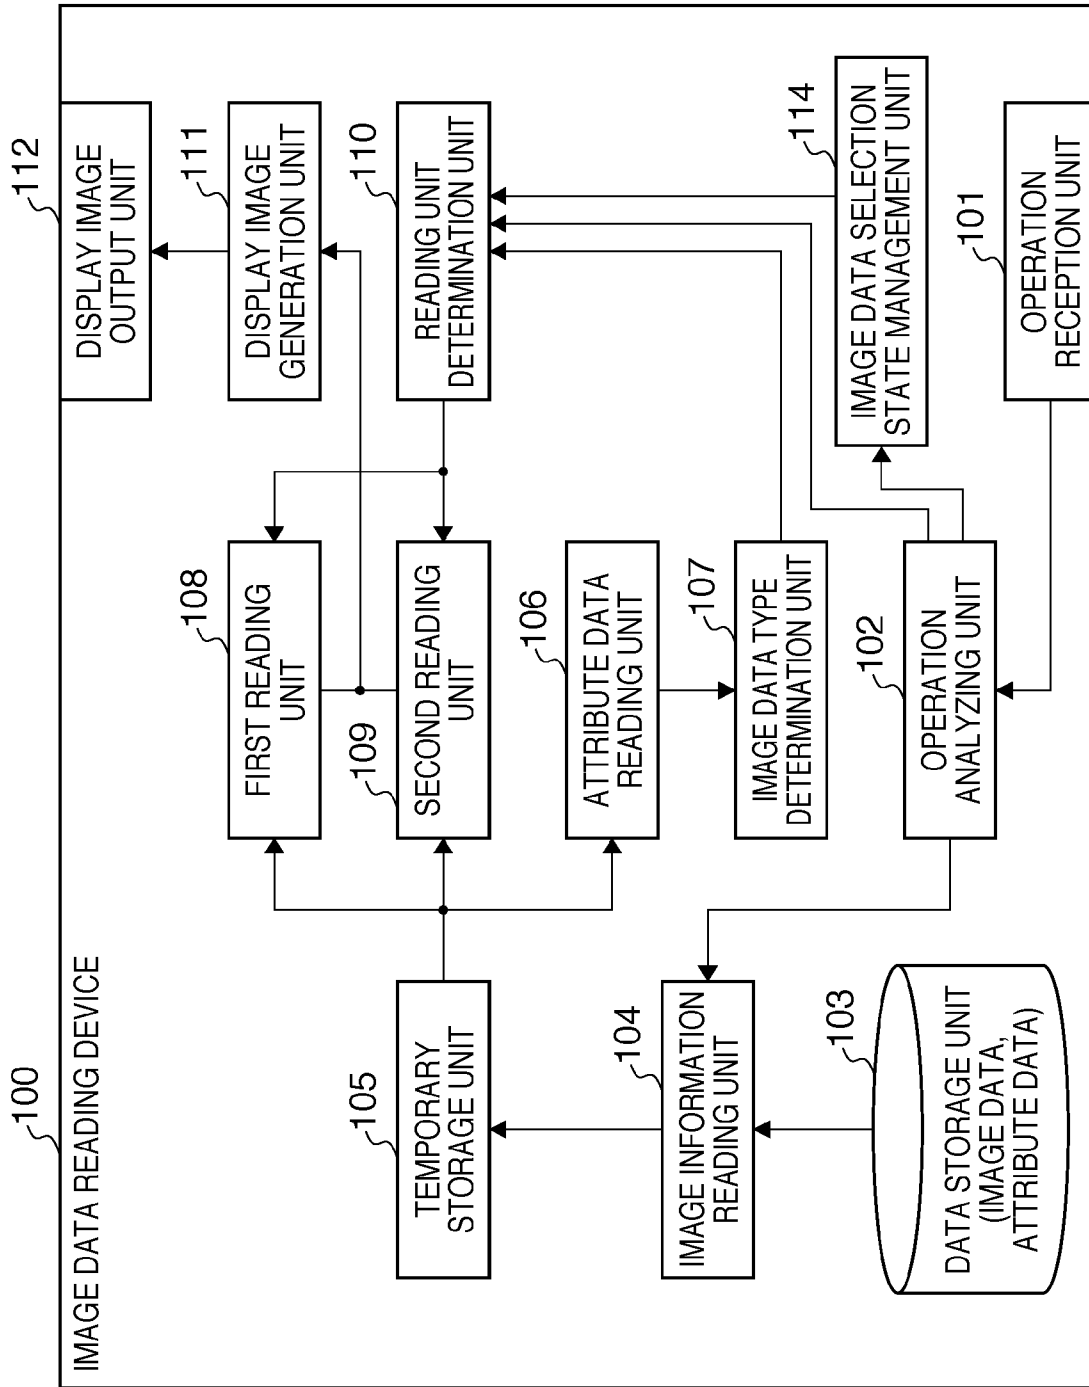 100
IMAGE DATA READING DEVICE
105
TEMPORARY
STORAGE UNIT
104
IMAGE INFORMATION
READING UNIT
103
DATA STORAGE UNIT
(IMAGE DATA,
ATTRIBUTE DATA)
108
FIRST READING
UNIT
109
SECOND READING
UNIT
106
ATTRIBUTE DATA
READING UNIT
107
IMAGE DATA TYPE
DETERMINATION UNIT
102
OPERATION
ANALYZING UNIT
112
DISPLAY IMAGE
OUTPUT UNIT
111
DISPLAY IMAGE
GENERATION UNIT
110
READING UNIT
DETERMINATION UNIT
114
IMAGE DATA SELECTION
STATE MANAGEMENT UNIT
101
OPERATION
RECEPTION UNIT